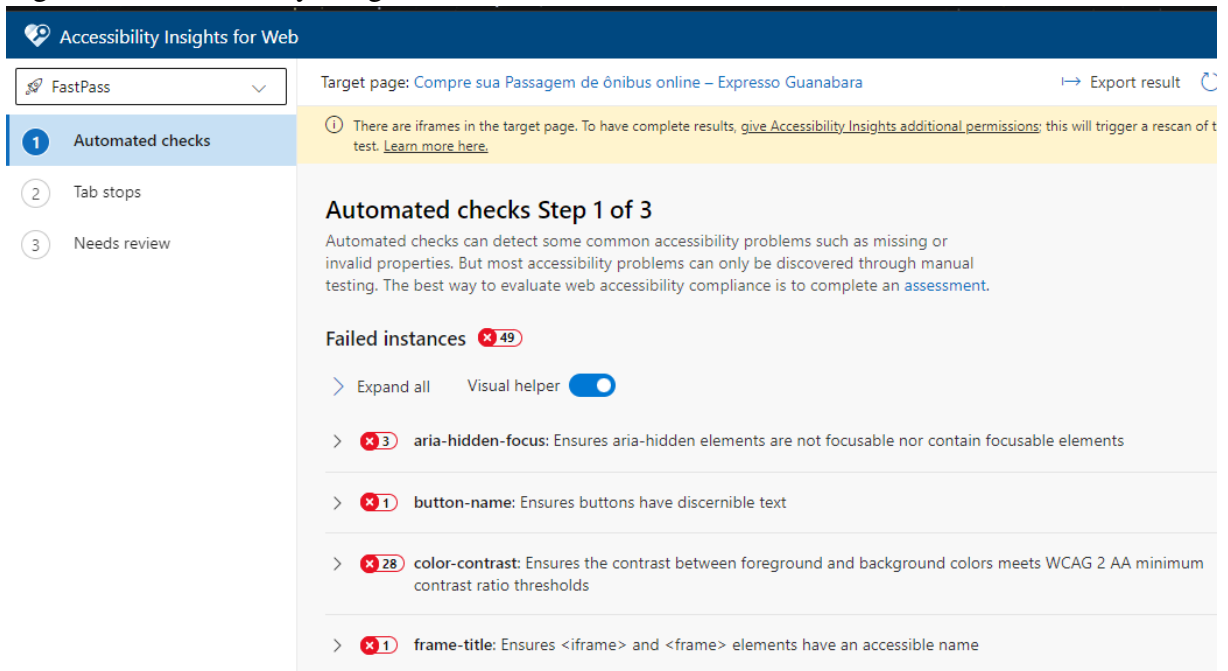 Accessibility Insights for Web
FastPass
Target page: Compre sua Passagem de ônibus online – Expresso Guanabara
Export result
There are iframes in the target page. To have complete results, give Accessibility Insights additional permissions; this will trigger a rescan of t
test. Learn more here.
1 Automated checks
2 Tab stops
3 Needs review
Automated checks Step 1 of 3
Automated checks can detect some common accessibility problems such as missing or
invalid properties. But most accessibility problems can only be discovered through manual
testing. The best way to evaluate web accessibility compliance is to complete an assessment.
Failed instances 49
Expand all Visual helper
3 aria-hidden-focus: Ensures aria-hidden elements are not focusable nor contain focusable elements
1 button-name: Ensures buttons have discernible text
28 color-contrast: Ensures the contrast between foreground and background colors meets WCAG 2 AA minimum
contrast ratio thresholds
1 frame-title: Ensures <iframe> and <frame> elements have an accessible name